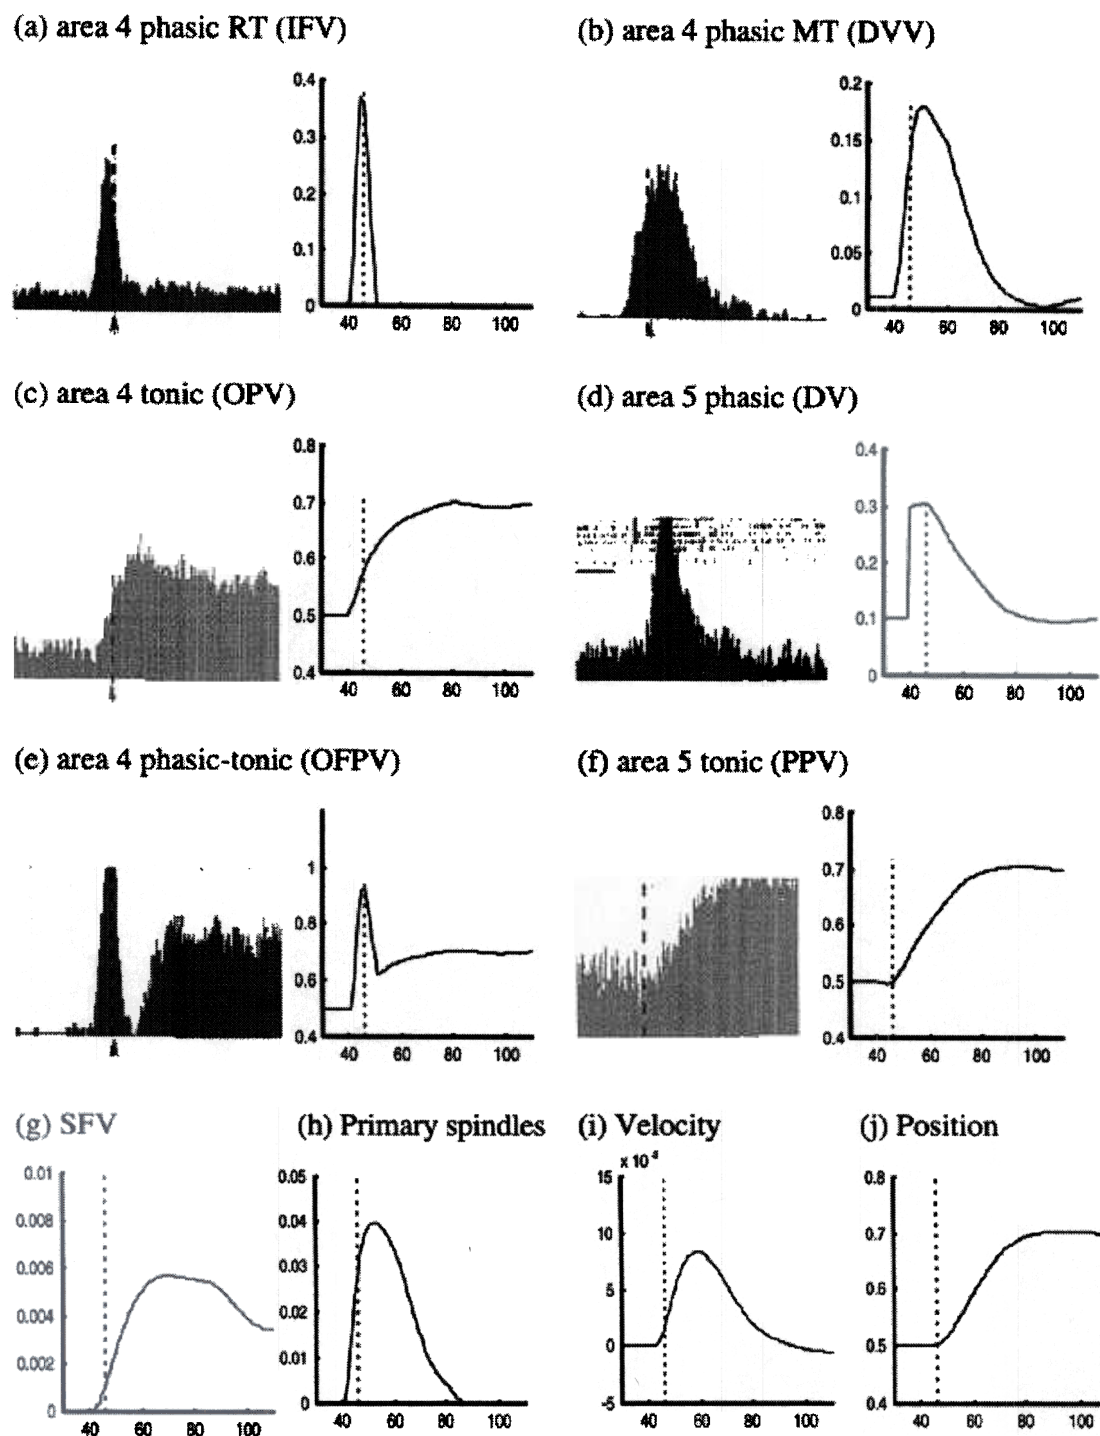 (a) area 4 phasic RT (IFV)
(b) area 4 phasic MT (DVV)
0.4
0.3
0.2
0.1
0
40 60 80 100
0.2
0.15
0.1
0.05
0
40 60 80 100
(c) area 4 tonic (OPV)
(d) area 5 phasic (DV)
0.8
0.7
0.6
0.5
0.4
40 60 80 100
0.4
0.3
0.2
0.1
0
40 60 80 100
(e) area 4 phasic-tonic (OFPV)
(f) area 5 tonic (PPV)
1
0.8
0.6
0.4
40 60 80 100
0.8
0.7
0.6
0.5
0.4
40 60 80 100
(g) SFV
(h) Primary spindles
(i) Velocity
(j) Position
0.01
0.008
0.006
0.004
0.002
0
40 60 80 100
0.05
0.04
0.03
0.02
0.01
0
40 60 80 100
15
10
5
0
-5
40 60 80 100
0.8
0.7
0.6
0.5
0.4
40 60 80 100